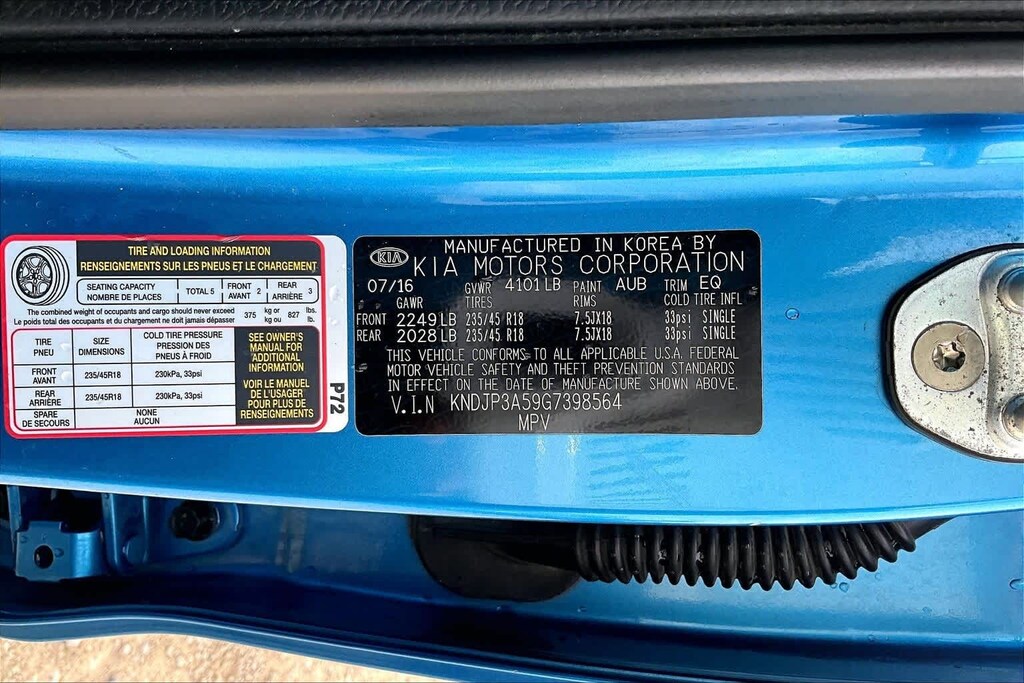 TIRE AND LOADING INFORMATION
RENSEIGNEMENTS SUR LES PNEUS ET LE CHARGEMENT
SEATING CAPACITY
NOMBRE DE PLACES
TOTAL 5
FRONT
AVANT 2
REAR
ARRIÈRE 3
The combined weight of occupants and cargo should never exceed 375 kg or 827 lbs.
Le poids total des occupants et du chargement ne doit jamais dépasser kg ou lb.
TIRE
PNEU
SIZE
DIMENSIONS
COLD TIRE PRESSURE
PRESSION DES
PNEUS À FROID
FRONT
AVANT
235/45R18
230kPa, 33psi
REAR
ARRIÈRE
235/45R18
230kPa, 33psi
SPARE
DE SECOURS
NONE
AUCUN
SEE OWNER'S
MANUAL FOR
ADDITIONAL
INFORMATION
VOIR LE MANUEL
DE L'USAGER
POUR PLUS DE
RENSEIGNEMENTS
P72
KIA
MANUFACTURED IN KOREA BY
KIA MOTORS CORPORATION
07/16 GVWR 4101LB PAINT AUB TRIM EQ
GAWR TIRES RIMS COLD TIRE INFL
FRONT 2249LB 235/45 R18 7.5JX18 33psi SINGLE
REAR 2028LB 235/45 R18 7.5JX18 33psi SINGLE
THIS VEHICLE CONFORMS TO ALL APPLICABLE U.S.A. FEDERAL
MOTOR VEHICLE SAFETY AND THEFT PREVENTION STANDARDS
IN EFFECT ON THE DATE OF MANUFACTURE SHOWN ABOVE.
V.I.N KNDJP3A59G7398564
MPV